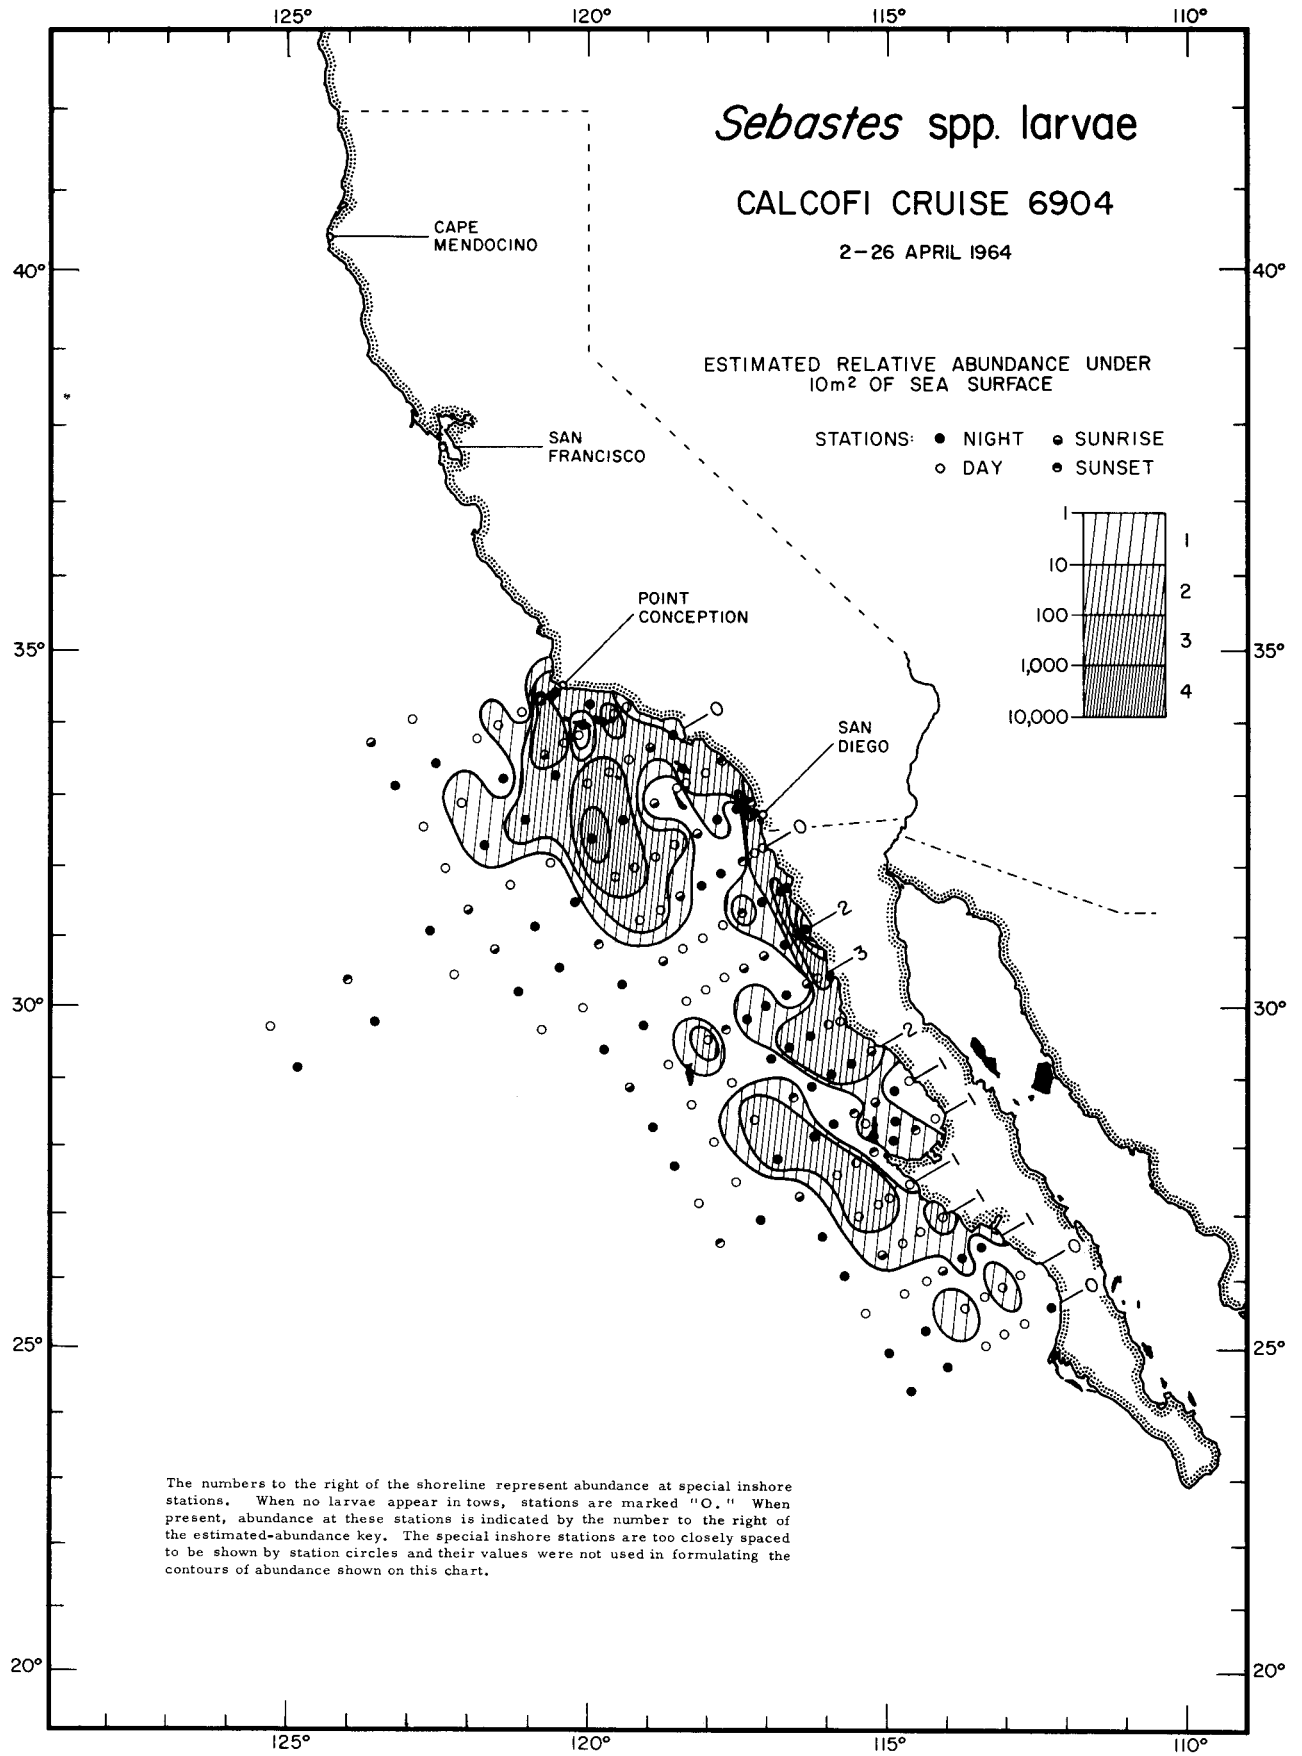 125° 120° 115° 110°
Sebastes spp. larvae
CALCOFI CRUISE 6904
2-26 APRIL 1964
CAPE
MENDOCINO
40° 40°
ESTIMATED RELATIVE ABUNDANCE UNDER
10m² OF SEA SURFACE
STATIONS: ● NIGHT SUNRISE
○ DAY SUNSET
SAN
FRANCISCO
1
10
100
1,000
10,000
1
2
3
4
POINT
CONCEPTION
35° 35°
0
SAN
DIEGO
0
2
3
30° 30°
2
1
1
1
1
1
0
0
25° 25°
The numbers to the right of the shoreline represent abundance at special inshore
stations. When no larvae appear in tows, stations are marked "O." When
present, abundance at these stations is indicated by the number to the right of
the estimated-abundance key. The special inshore stations are too closely spaced
to be shown by station circles and their values were not used in formulating the
contours of abundance shown on this chart.
20° 20°
125° 120° 115° 110°